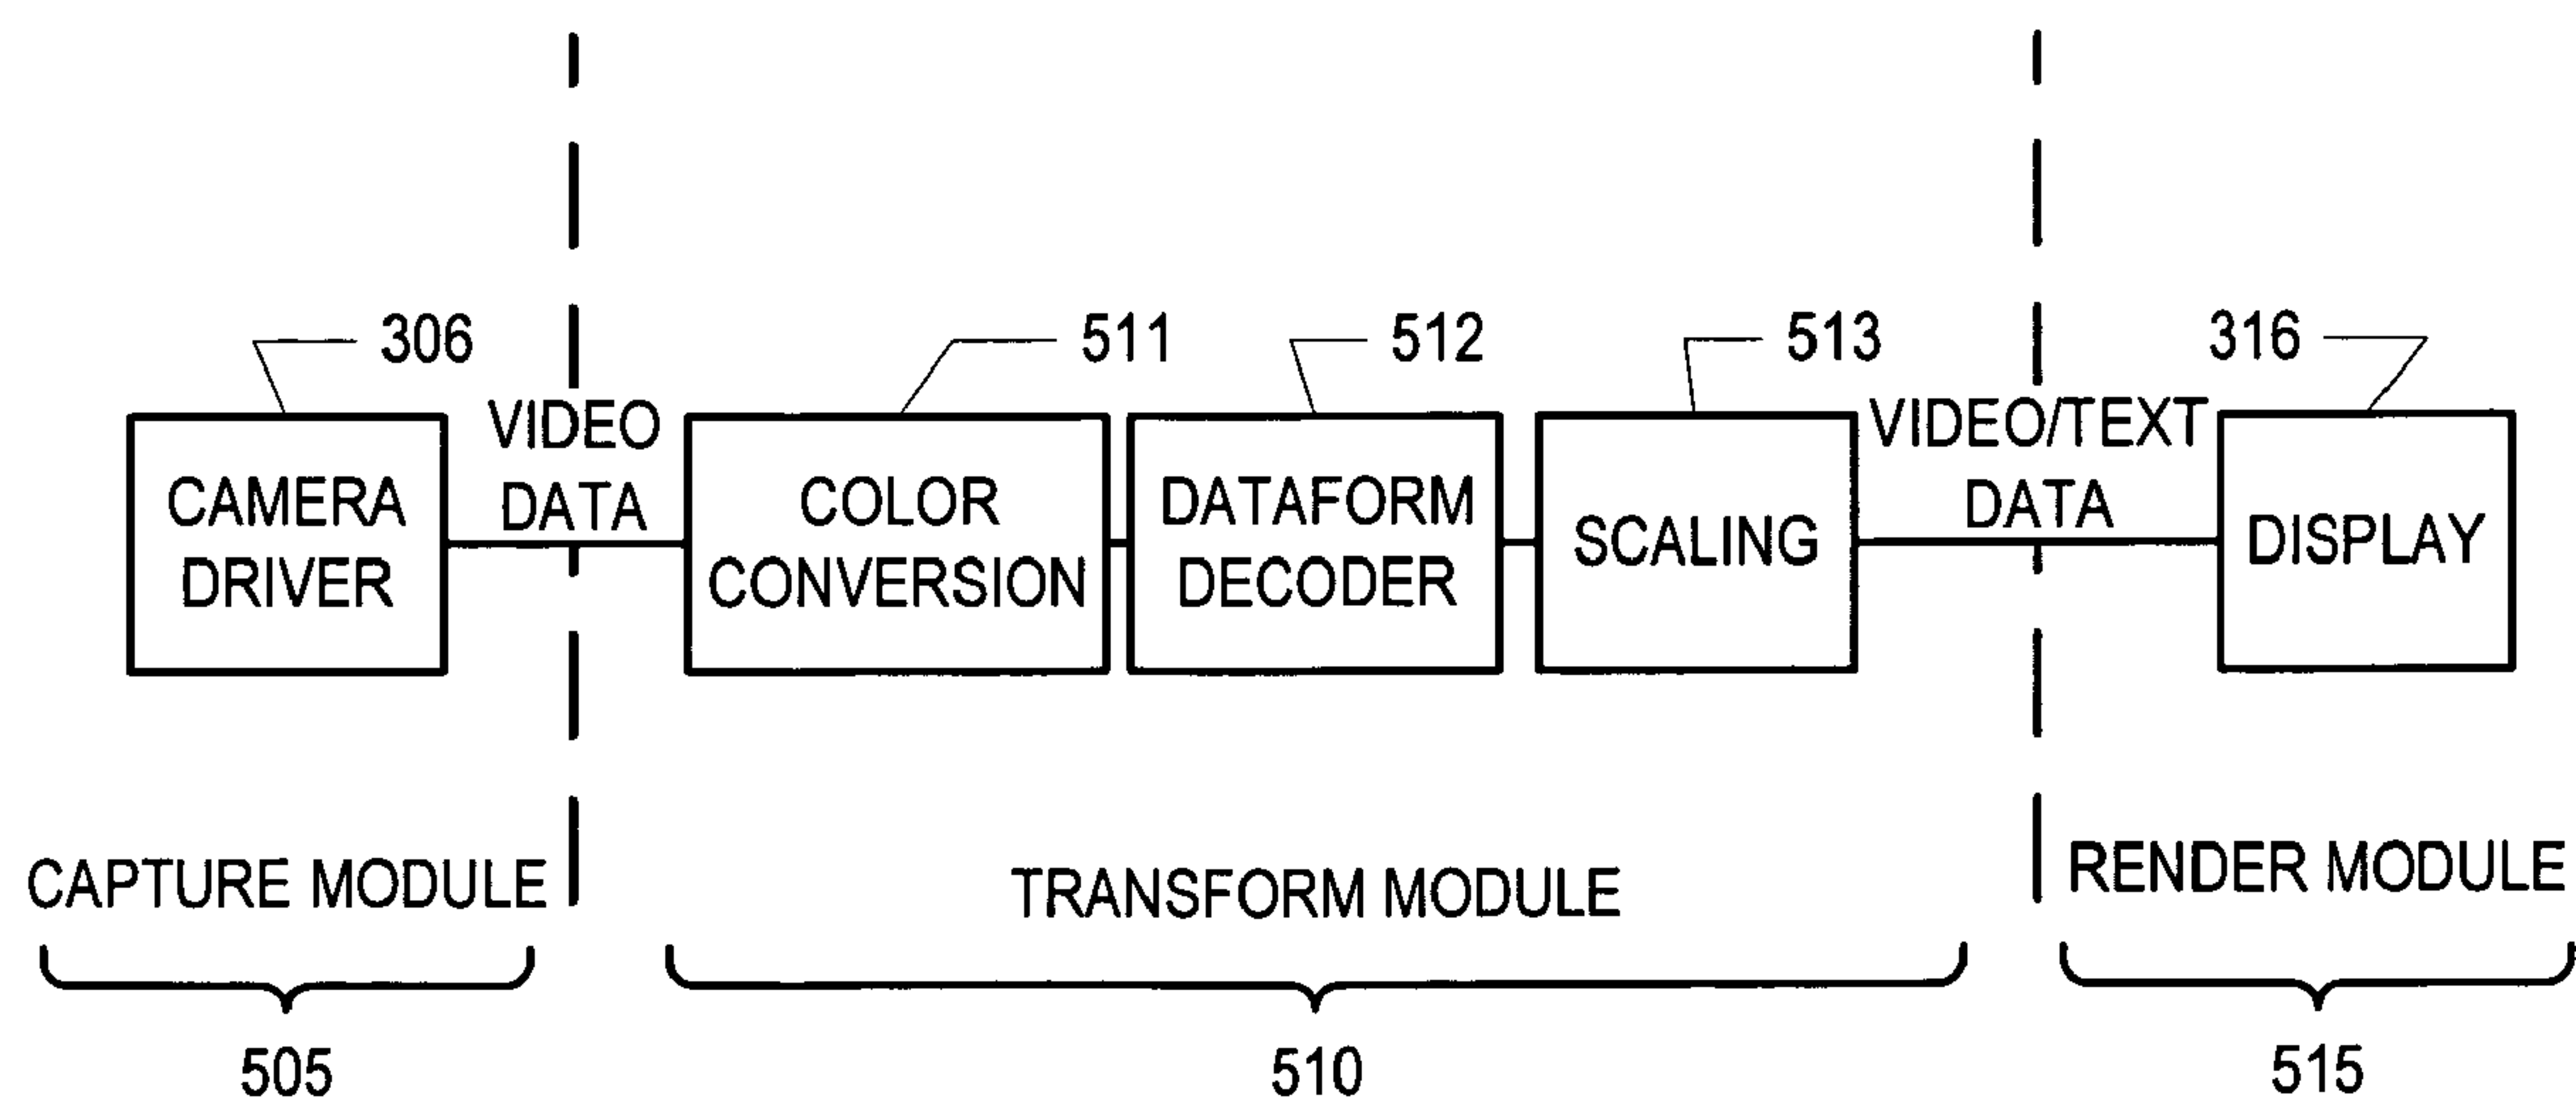 306
511
512
513
316
VIDEO
DATA
VIDEO/TEXT
DATA
CAMERA
DRIVER
COLOR
CONVERSION
DATAFORM
DECODER
SCALING
DISPLAY
CAPTURE MODULE
TRANSFORM MODULE
RENDER MODULE
505
510
515